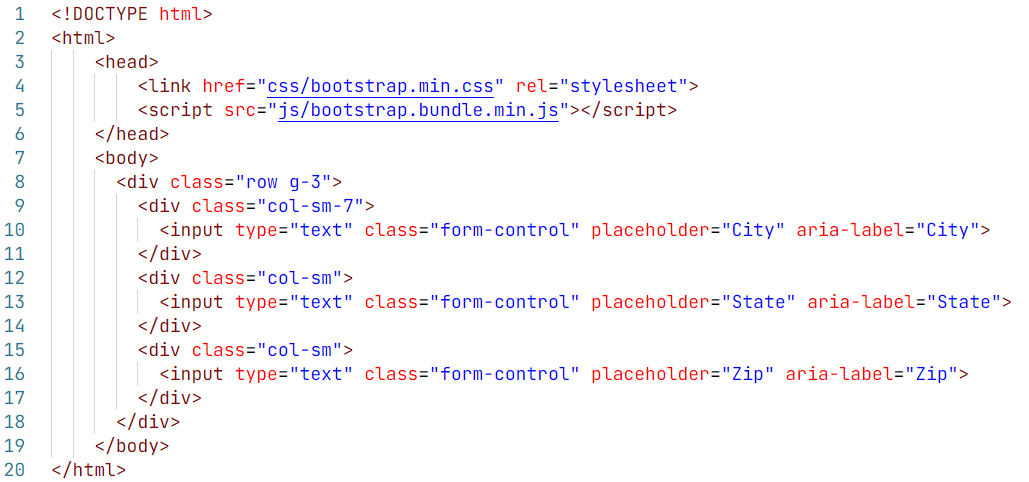 1 <!DOCTYPE html>
2 <html>
3     <head>
4         <link href="css/bootstrap.min.css" rel="stylesheet">
5         <script src="js/bootstrap.bundle.min.js"></script>
6     </head>
7     <body>
8       <div class="row g-3">
9         <div class="col-sm-7">
10           <input type="text" class="form-control" placeholder="City" aria-label="City">
11         </div>
12         <div class="col-sm">
13           <input type="text" class="form-control" placeholder="State" aria-label="State">
14         </div>
15         <div class="col-sm">
16           <input type="text" class="form-control" placeholder="Zip" aria-label="Zip">
17         </div>
18       </div>
19     </body>
20 </html>